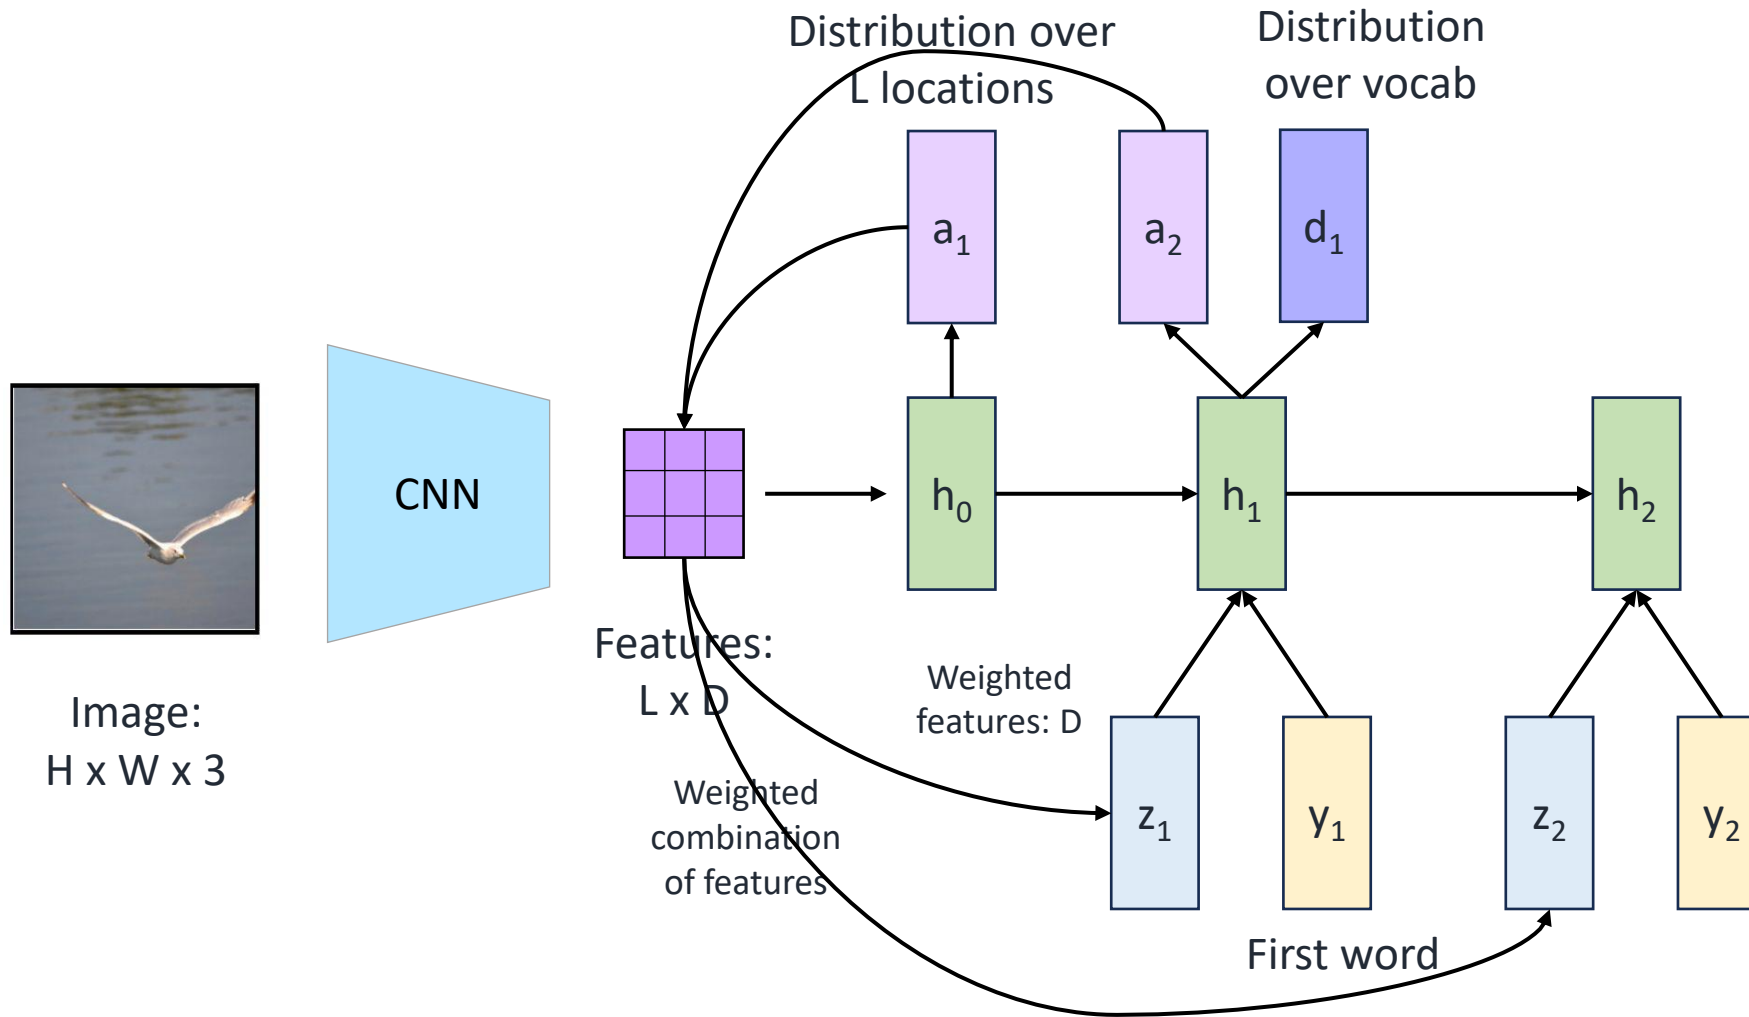 Distribution over
L locations
Distribution
over vocab
a₁
a₂
d₁
CNN
h₀
h₁
h₂
Features:
L x D
Image:
H x W x 3
Weighted
features: D
Weighted
combination
of features
z₁
y₁
z₂
y₂
First word